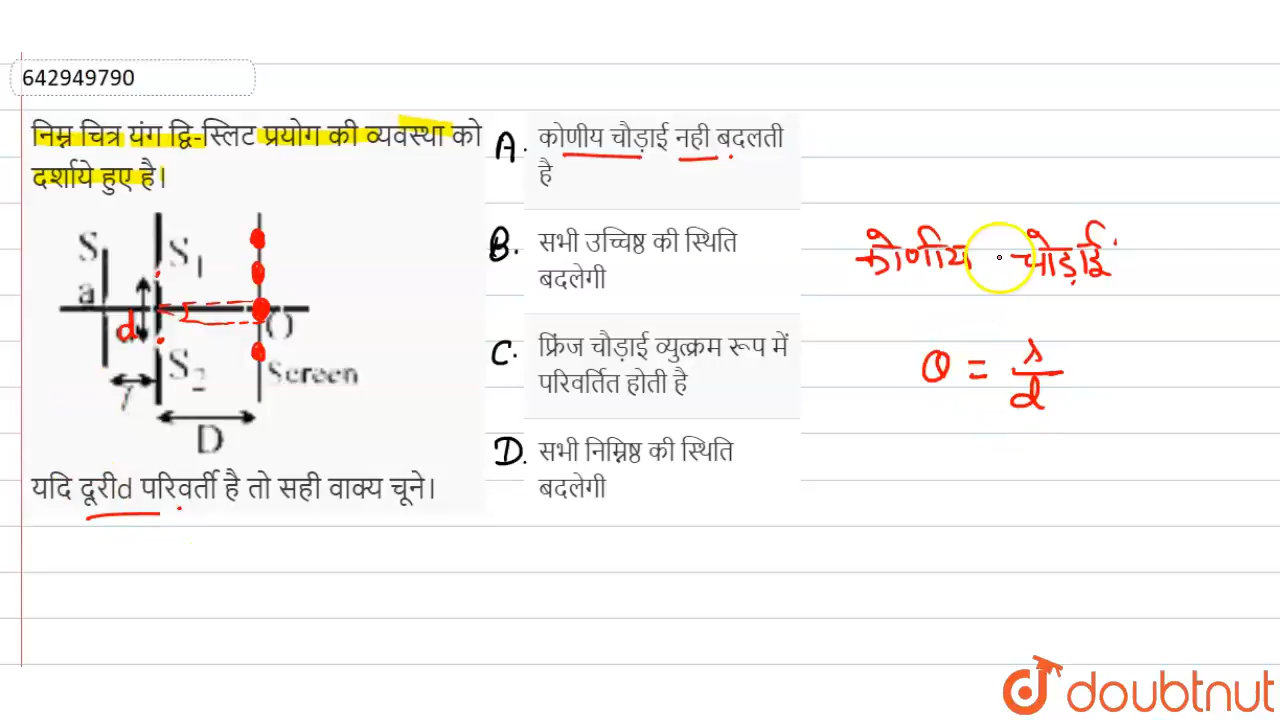 642949790
निम्न चित्र यंग द्वि-स्लिट प्रयोग की व्यवस्था को
दर्शाये हुए है।
S
S1
a
d
O
S2
Screen
D
यदि दूरीd परिवर्ती है तो सही वाक्य चूने।
A. कोणीय चौड़ाई नही बदलती
है
B. सभी उच्चिष्ठ की स्थिति
बदलेगी
C. फ्रिंज चौड़ाई व्युत्क्रम रूप में
परिवर्तित होती है
D. सभी निम्निष्ठ की स्थिति
बदलेगी
कोणीय चौड़ाई
θ = λ/d
doubtnut